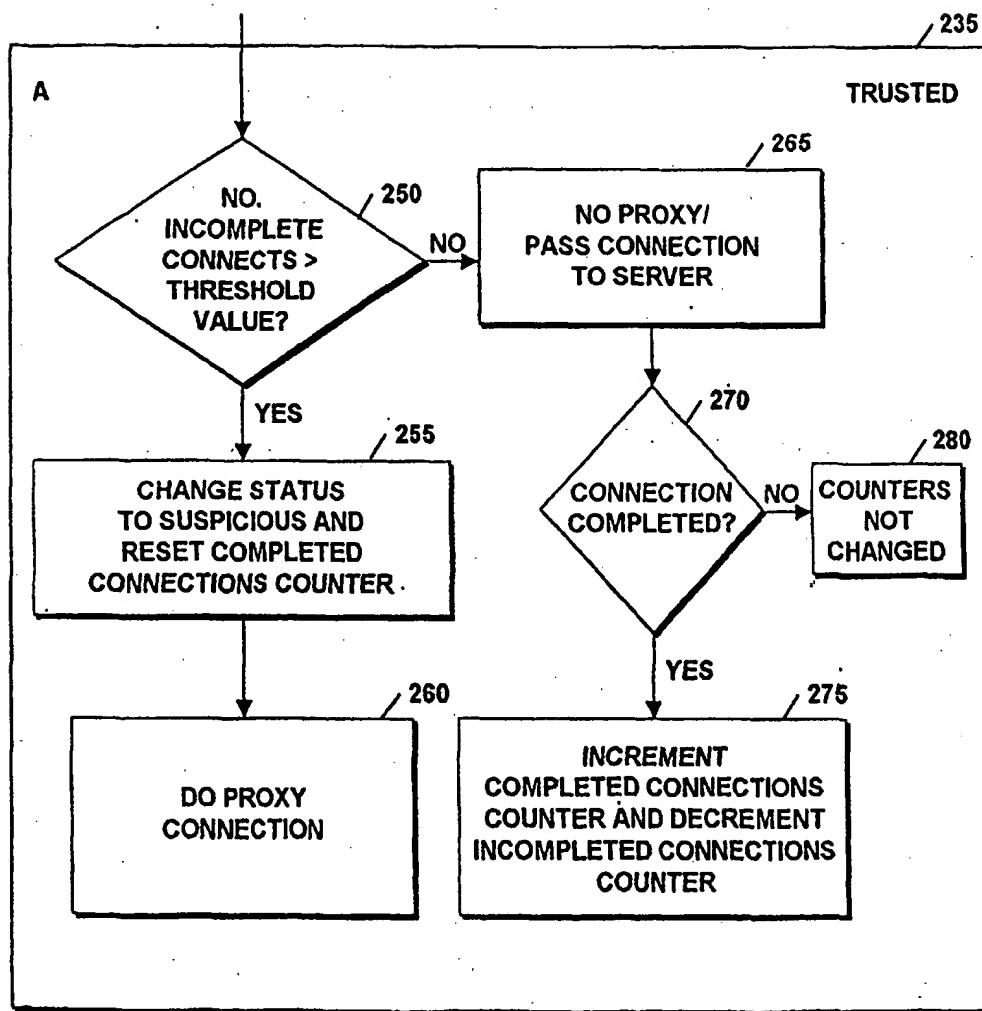 235
A
TRUSTED
250
NO.
INCOMPLETE
CONNECTS >
THRESHOLD
VALUE?
NO
265
NO PROXY/
PASS CONNECTION
TO SERVER
YES
255
CHANGE STATUS
TO SUSPICIOUS AND
RESET COMPLETED
CONNECTIONS COUNTER
270
CONNECTION
COMPLETED?
NO
280
COUNTERS
NOT
CHANGED
YES
260
DO PROXY
CONNECTION
275
INCREMENT
COMPLETED CONNECTIONS
COUNTER AND DECREMENT
INCOMPLETED CONNECTIONS
COUNTER